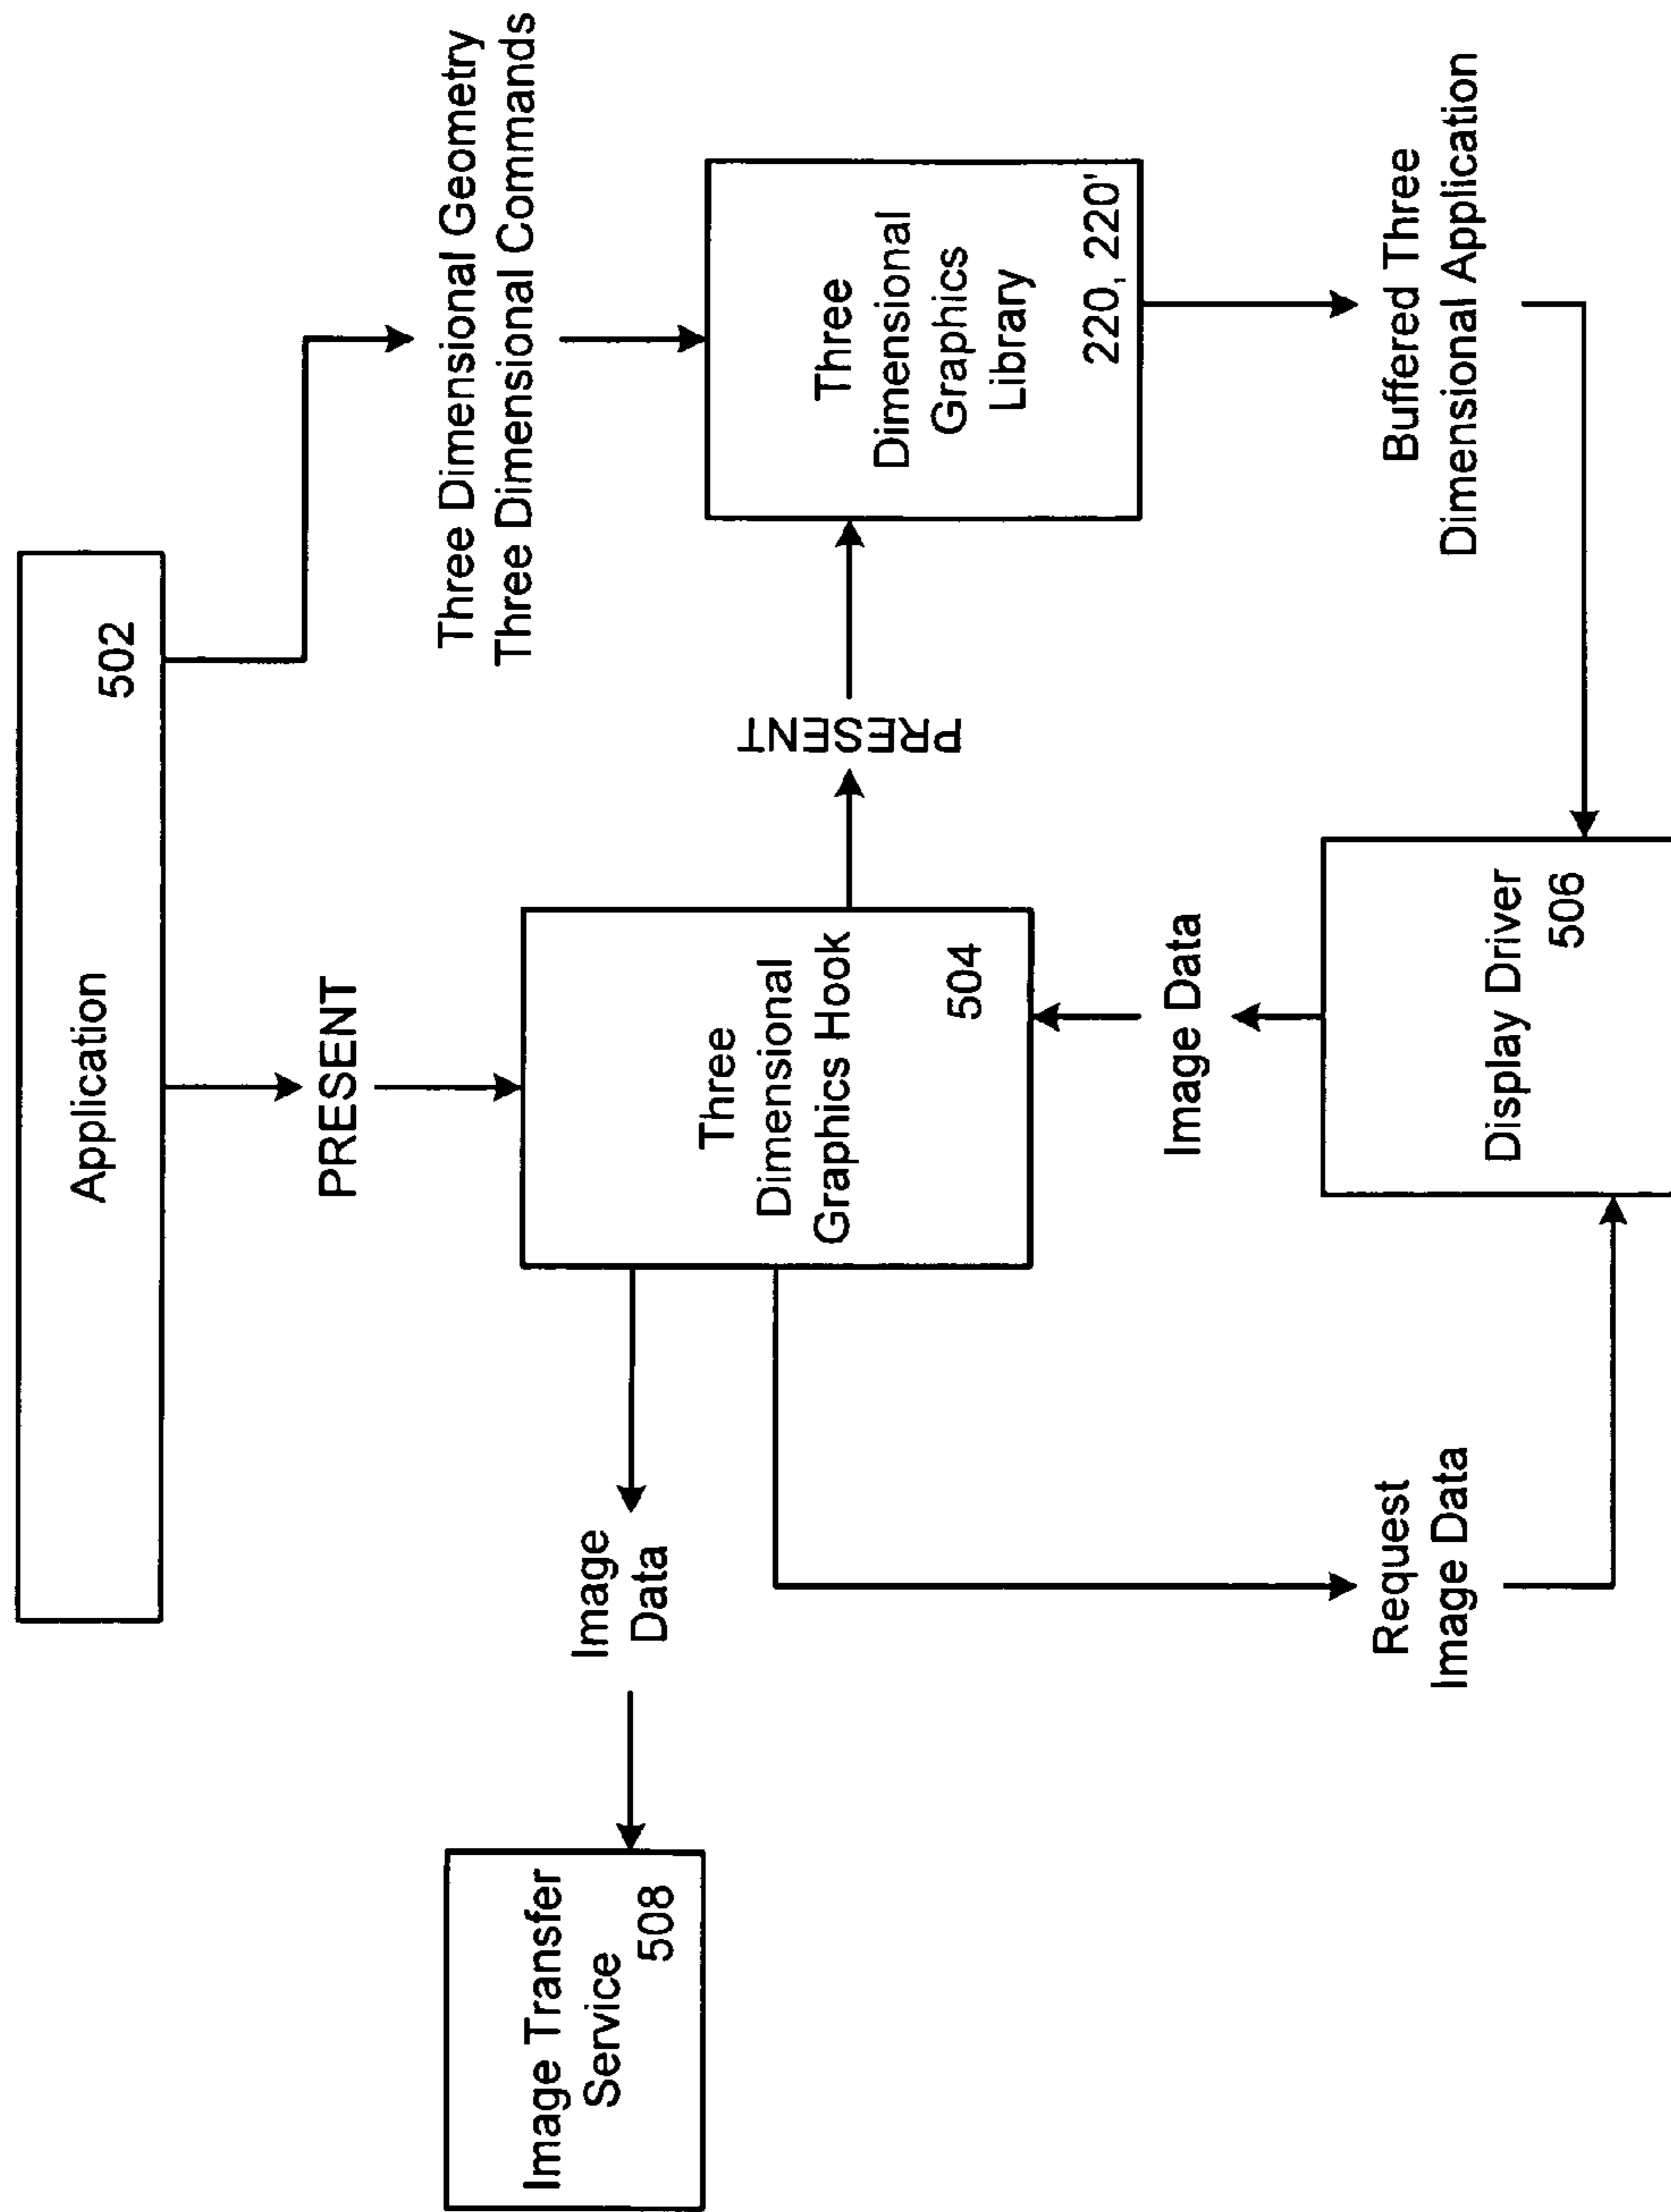 Application
502
PRESENT
Three Dimensional Geometry
Three Dimensional Commands
Image Transfer
Service
508
Image
Data
Three
Dimensional
Graphics Hook
504
PRESENT
Three
Dimensional
Graphics
Library
220, 220'
Request
Image Data
Image Data
Buffered Three
Dimensional Application
Display Driver
506